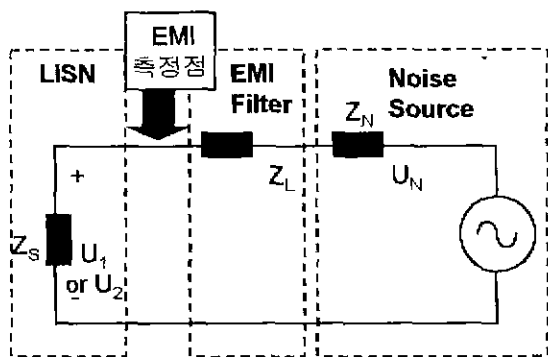 EMI
측정점
LISN
EMI
Filter
Noise
Source
Z_N
Z_L
U_N
+
Z_S
U_1
or U_2
-